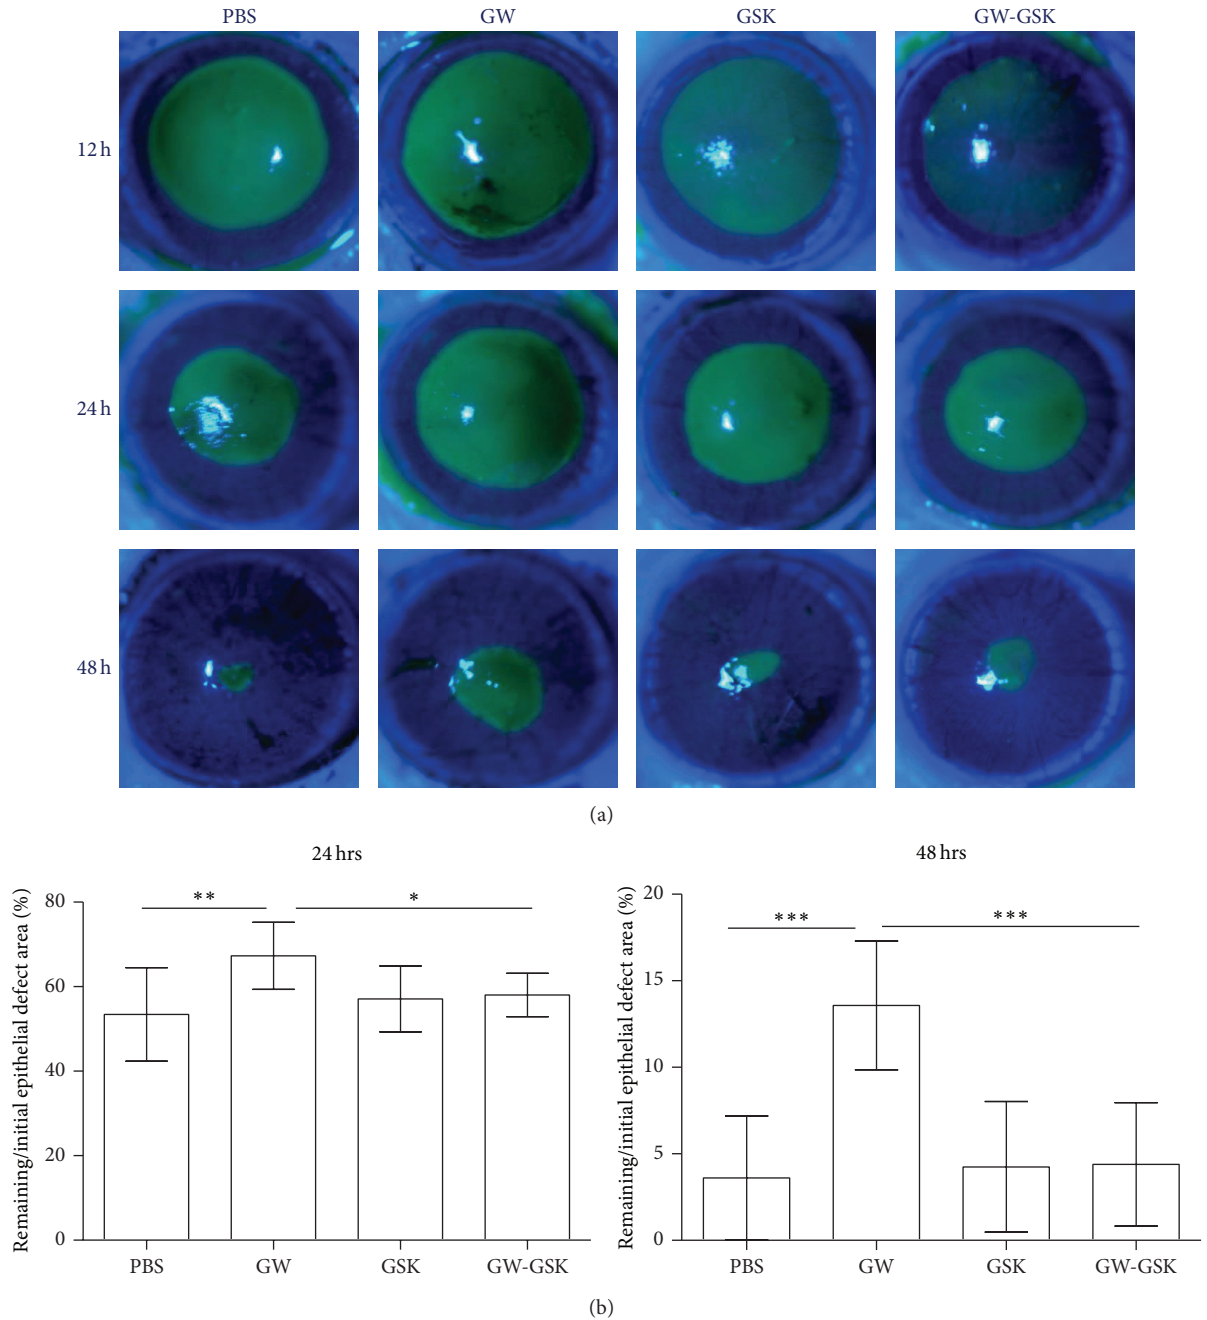 PBS GW GSK GW-GSK
12 h
24 h
48 h
(a)
24 hrs
Remaining/initial epithelial defect area (%)
80
60
40
20
0
** *
PBS GW GSK GW-GSK
48 hrs
Remaining/initial epithelial defect area (%)
20
15
10
5
0
*** ***
PBS GW GSK GW-GSK
(b)